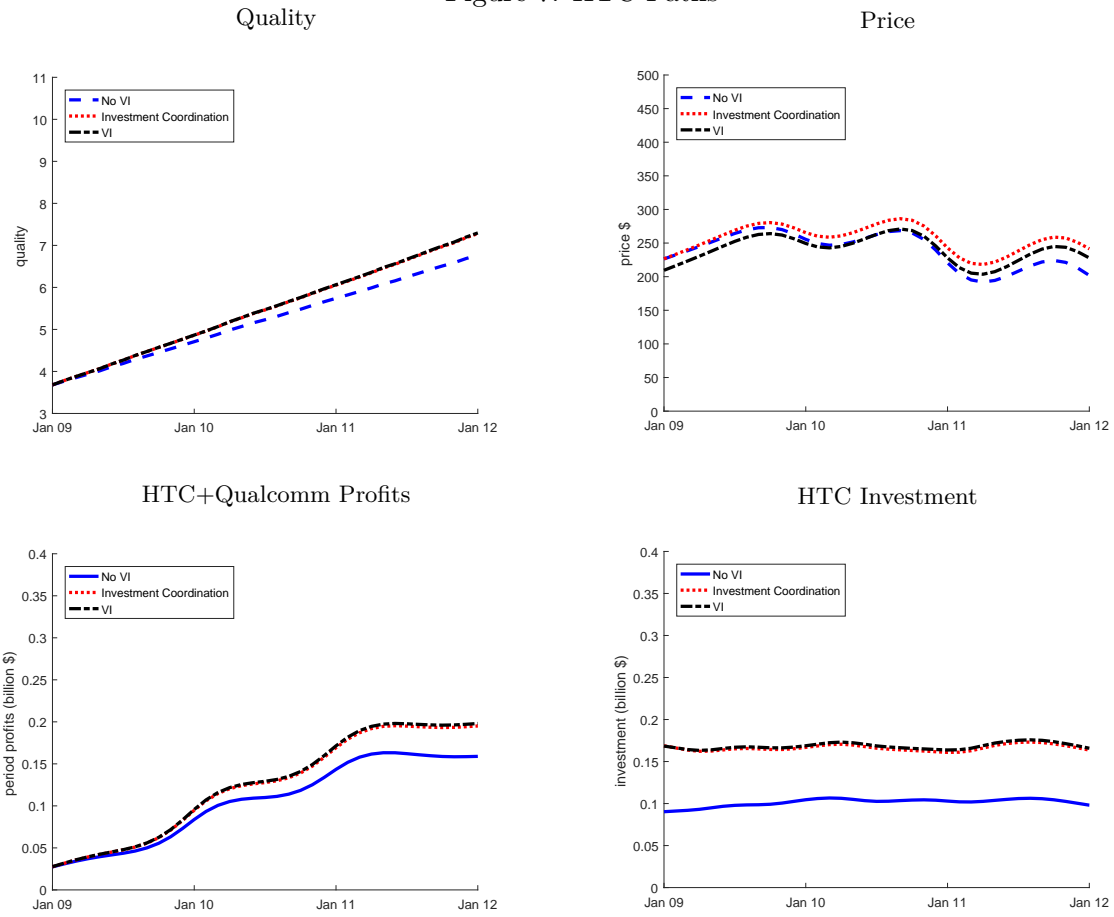 Quality
11
10
9
8
7
6
5
4
3
quality
No VI
Investment Coordination
VI
Jan 09
Jan 10
Jan 11
Jan 12
Price
500
450
400
350
300
250
200
150
100
50
0
price $
No VI
Investment Coordination
VI
Jan 09
Jan 10
Jan 11
Jan 12
HTC+Qualcomm Profits
0.4
0.35
0.3
0.25
0.2
0.15
0.1
0.05
0
period profits (billion $)
No VI
Investment Coordination
VI
Jan 09
Jan 10
Jan 11
Jan 12
HTC Investment
0.4
0.35
0.3
0.25
0.2
0.15
0.1
0.05
0
investment (billion $)
No VI
Investment Coordination
VI
Jan 09
Jan 10
Jan 11
Jan 12